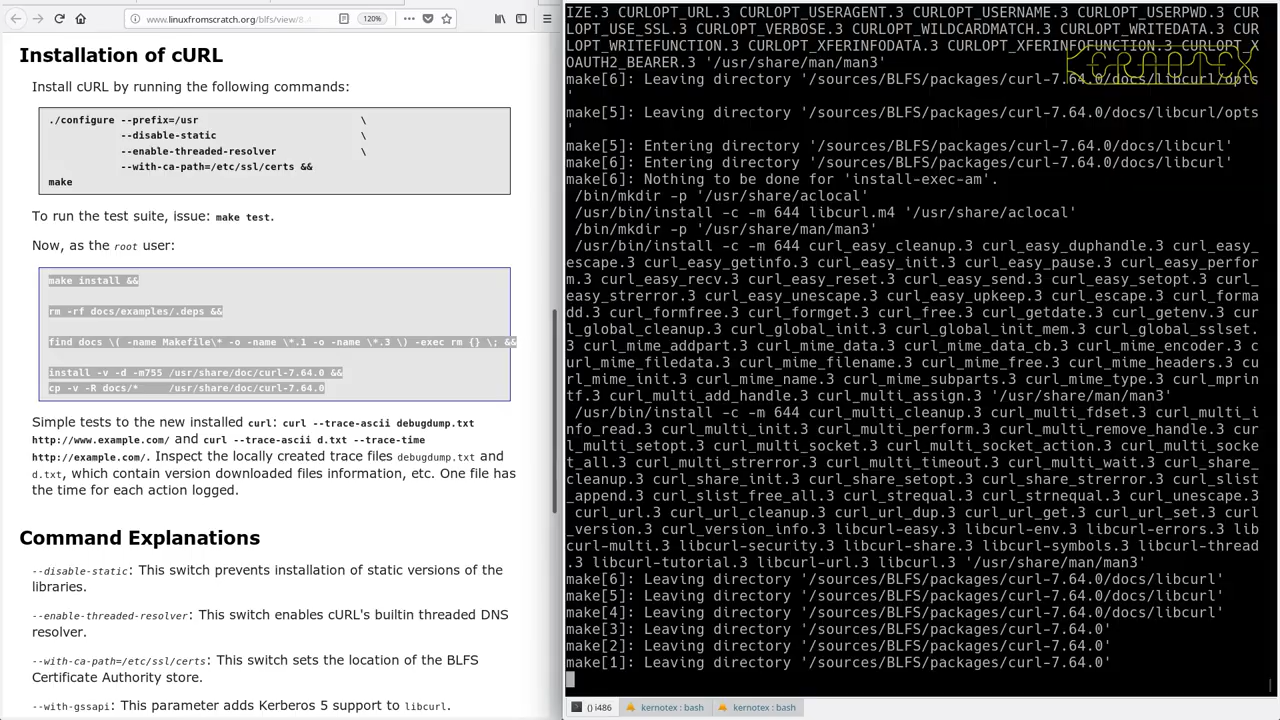 www.linuxfromscratch.org/blfs/view/8.
120%
Installation of cURL
Install cURL by running the following commands:
./configure --prefix=/usr \
--disable-static \
--enable-threaded-resolver \
--with-ca-path=/etc/ssl/certs &&
make
To run the test suite, issue: make test.
Now, as the root user:
make install &&
rm -rf docs/examples/.deps &&
find docs \( -name Makefile\* -o -name \*.1 -o -name \*.3 \) -exec rm {} \; &&
install -v -d -m755 /usr/share/doc/curl-7.64.0 &&
cp -v -R docs/* /usr/share/doc/curl-7.64.0
Simple tests to the new installed curl: curl --trace-ascii debugdump.txt
http://www.example.com/ and curl --trace-ascii d.txt --trace-time
http://example.com/. Inspect the locally created trace files debugdump.txt and
d.txt, which contain version downloaded files information, etc. One file has
the time for each action logged.
Command Explanations
--disable-static: This switch prevents installation of static versions of the
libraries.
--enable-threaded-resolver: This switch enables cURL's builtin threaded DNS
resolver.
--with-ca-path=/etc/ssl/certs: This switch sets the location of the BLFS
Certificate Authority store.
--with-gssapi: This parameter adds Kerberos 5 support to libcurl.
IZE.3 CURLOPT_URL.3 CURLOPT_USERAGENT.3 CURLOPT_USERNAME.3 CURLOPT_USERPWD.3 CUR
LOPT_USE_SSL.3 CURLOPT_VERBOSE.3 CURLOPT_WILDCARDMATCH.3 CURLOPT_WRITEDATA.3 CUR
LOPT_WRITEFUNCTION.3 CURLOPT_XFERINFODATA.3 CURLOPT_XFERINFOFUNCTION.3 CURLOPT_X
OAUTH2_BEARER.3 '/usr/share/man/man3'
KERNOTEX
make[6]: Leaving directory '/sources/BLFS/packages/curl-7.64.0/docs/libcurl/opts
'
make[5]: Leaving directory '/sources/BLFS/packages/curl-7.64.0/docs/libcurl/opts
'
make[5]: Entering directory '/sources/BLFS/packages/curl-7.64.0/docs/libcurl'
make[6]: Entering directory '/sources/BLFS/packages/curl-7.64.0/docs/libcurl'
make[6]: Nothing to be done for 'install-exec-am'.
/bin/mkdir -p '/usr/share/aclocal'
/usr/bin/install -c -m 644 libcurl.m4 '/usr/share/aclocal'
/bin/mkdir -p '/usr/share/man/man3'
/usr/bin/install -c -m 644 curl_easy_cleanup.3 curl_easy_duphandle.3 curl_easy_
escape.3 curl_easy_getinfo.3 curl_easy_init.3 curl_easy_pause.3 curl_easy_perfor
m.3 curl_easy_recv.3 curl_easy_reset.3 curl_easy_send.3 curl_easy_setopt.3 curl_
easy_strerror.3 curl_easy_unescape.3 curl_easy_upkeep.3 curl_escape.3 curl_forma
dd.3 curl_formfree.3 curl_formget.3 curl_free.3 curl_getdate.3 curl_getenv.3 cur
l_global_cleanup.3 curl_global_init.3 curl_global_init_mem.3 curl_global_sslset.
3 curl_mime_addpart.3 curl_mime_data.3 curl_mime_data_cb.3 curl_mime_encoder.3 c
url_mime_filedata.3 curl_mime_filename.3 curl_mime_free.3 curl_mime_headers.3 cu
rl_mime_init.3 curl_mime_name.3 curl_mime_subparts.3 curl_mime_type.3 curl_mprin
tf.3 curl_multi_add_handle.3 curl_multi_assign.3 '/usr/share/man/man3'
/usr/bin/install -c -m 644 curl_multi_cleanup.3 curl_multi_fdset.3 curl_multi_i
nfo_read.3 curl_multi_init.3 curl_multi_perform.3 curl_multi_remove_handle.3 cur
l_multi_setopt.3 curl_multi_socket.3 curl_multi_socket_action.3 curl_multi_socke
t_all.3 curl_multi_strerror.3 curl_multi_timeout.3 curl_multi_wait.3 curl_share_
cleanup.3 curl_share_init.3 curl_share_setopt.3 curl_share_strerror.3 curl_slist
_append.3 curl_slist_free_all.3 curl_strequal.3 curl_strnequal.3 curl_unescape.3
curl_url.3 curl_url_cleanup.3 curl_url_dup.3 curl_url_get.3 curl_url_set.3 curl
_version.3 curl_version_info.3 libcurl-easy.3 libcurl-env.3 libcurl-errors.3 lib
curl-multi.3 libcurl-security.3 libcurl-share.3 libcurl-symbols.3 libcurl-thread
.3 libcurl-tutorial.3 libcurl-url.3 libcurl.3 '/usr/share/man/man3'
make[6]: Leaving directory '/sources/BLFS/packages/curl-7.64.0/docs/libcurl'
make[5]: Leaving directory '/sources/BLFS/packages/curl-7.64.0/docs/libcurl'
make[4]: Leaving directory '/sources/BLFS/packages/curl-7.64.0/docs/libcurl'
make[3]: Leaving directory '/sources/BLFS/packages/curl-7.64.0'
make[2]: Leaving directory '/sources/BLFS/packages/curl-7.64.0'
make[1]: Leaving directory '/sources/BLFS/packages/curl-7.64.0'
() i486
kernotex : bash
kernotex : bash